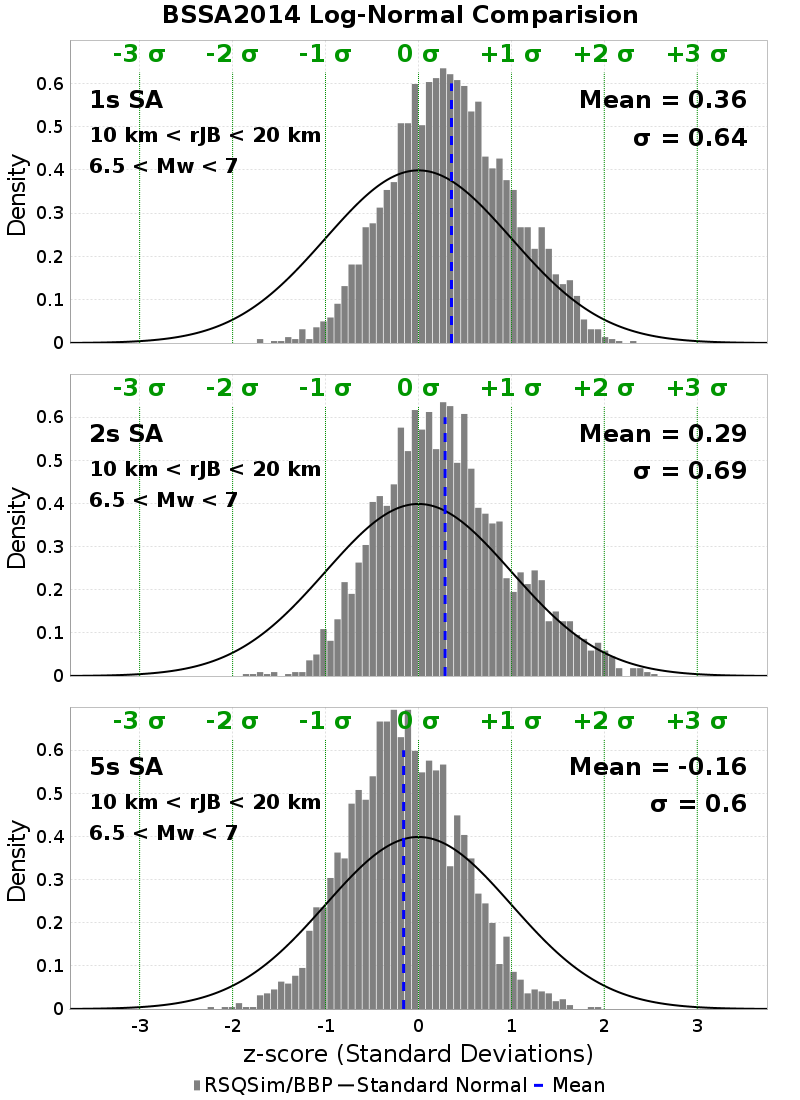 BSSA2014 Log-Normal Comparision
-3 σ -2 σ -1 σ 0 σ +1 σ +2 σ +3 σ
1s SA
10 km < rJB < 20 km
6.5 < Mw < 7
Mean = 0.36
σ = 0.64
Density
0.6
0.5
0.4
0.3
0.2
0.1
0
-3 σ -2 σ -1 σ 0 σ +1 σ +2 σ +3 σ
2s SA
10 km < rJB < 20 km
6.5 < Mw < 7
Mean = 0.29
σ = 0.69
Density
0.6
0.5
0.4
0.3
0.2
0.1
0
-3 σ -2 σ -1 σ 0 σ +1 σ +2 σ +3 σ
5s SA
10 km < rJB < 20 km
6.5 < Mw < 7
Mean = -0.16
σ = 0.6
Density
0.6
0.5
0.4
0.3
0.2
0.1
0
-3 -2 -1 0 1 2 3
z-score (Standard Deviations)
RSQSim/BBP Standard Normal Mean